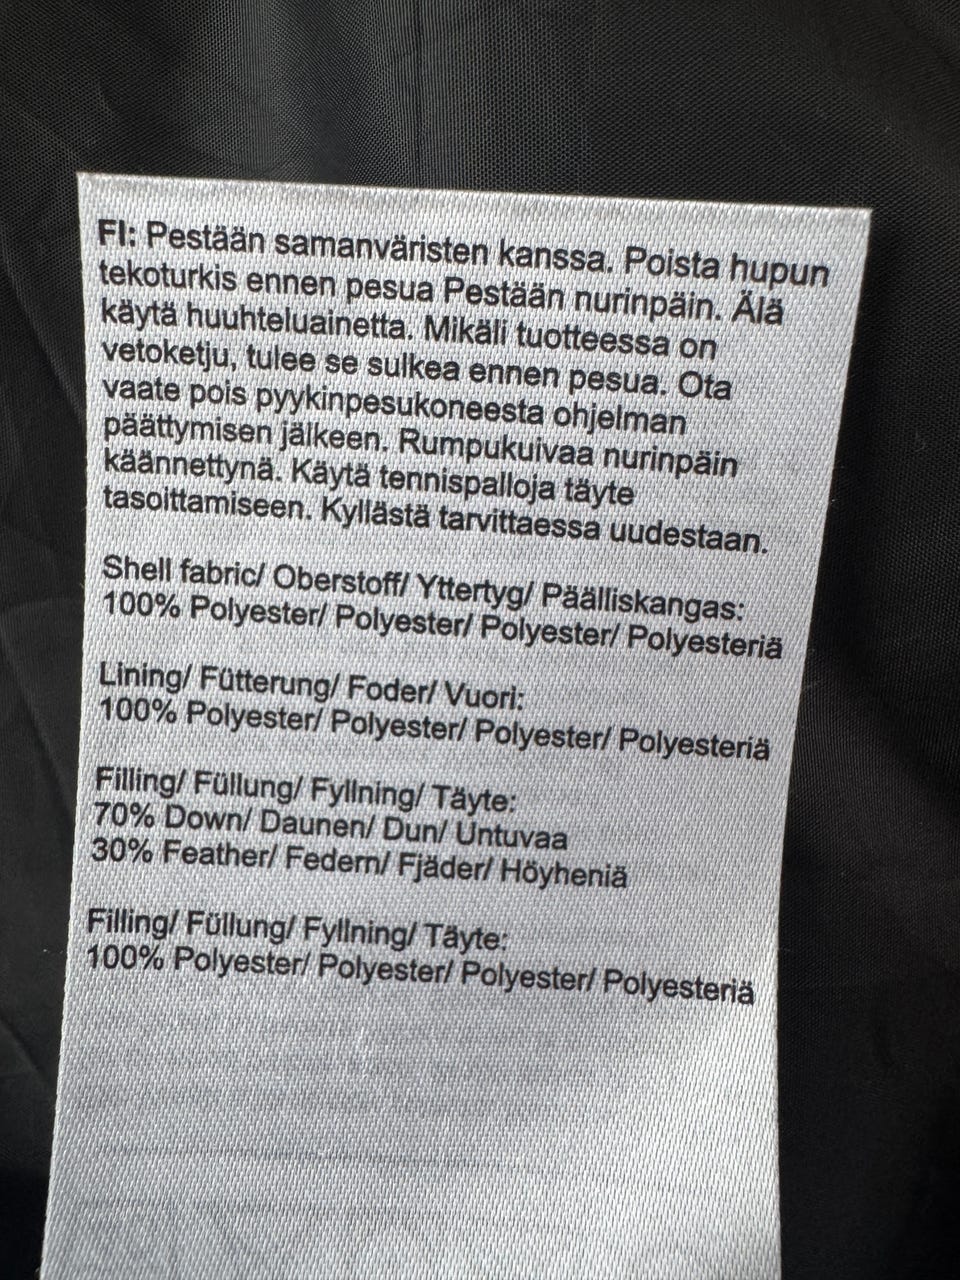 FI: Pestään samanväristen kanssa. Poista hupun
tekoturkis ennen pesua Pestään nurinpäin. Älä
käytä huuhteluainetta. Mikäli tuotteessa on
vetoketju, tulee se sulkea ennen pesua. Ota
vaate pois pyykinpesukoneesta ohjelman
päättymisen jälkeen. Rumpukuivaa nurinpäin
käännettynä. Käytä tennispalloja täyte
tasoittamiseen. Kyllästä tarvittaessa uudestaan.
Shell fabric/ Oberstoff/ Yttertyg/ Päälliskangas:
100% Polyester/ Polyester/ Polyester/ Polyesteriä
Lining/ Fütterung/ Foder/ Vuori:
100% Polyester/ Polyester/ Polyester/ Polyesteriä
Filling/ Füllung/ Fyllning/ Täyte:
70% Down/ Daunen/ Dun/ Untuvaa
30% Feather/ Federn/ Fjäder/ Höyheniä
Filling/ Füllung/ Fyllning/ Täyte:
100% Polyester/ Polyester/ Polyester/ Polyesteriä